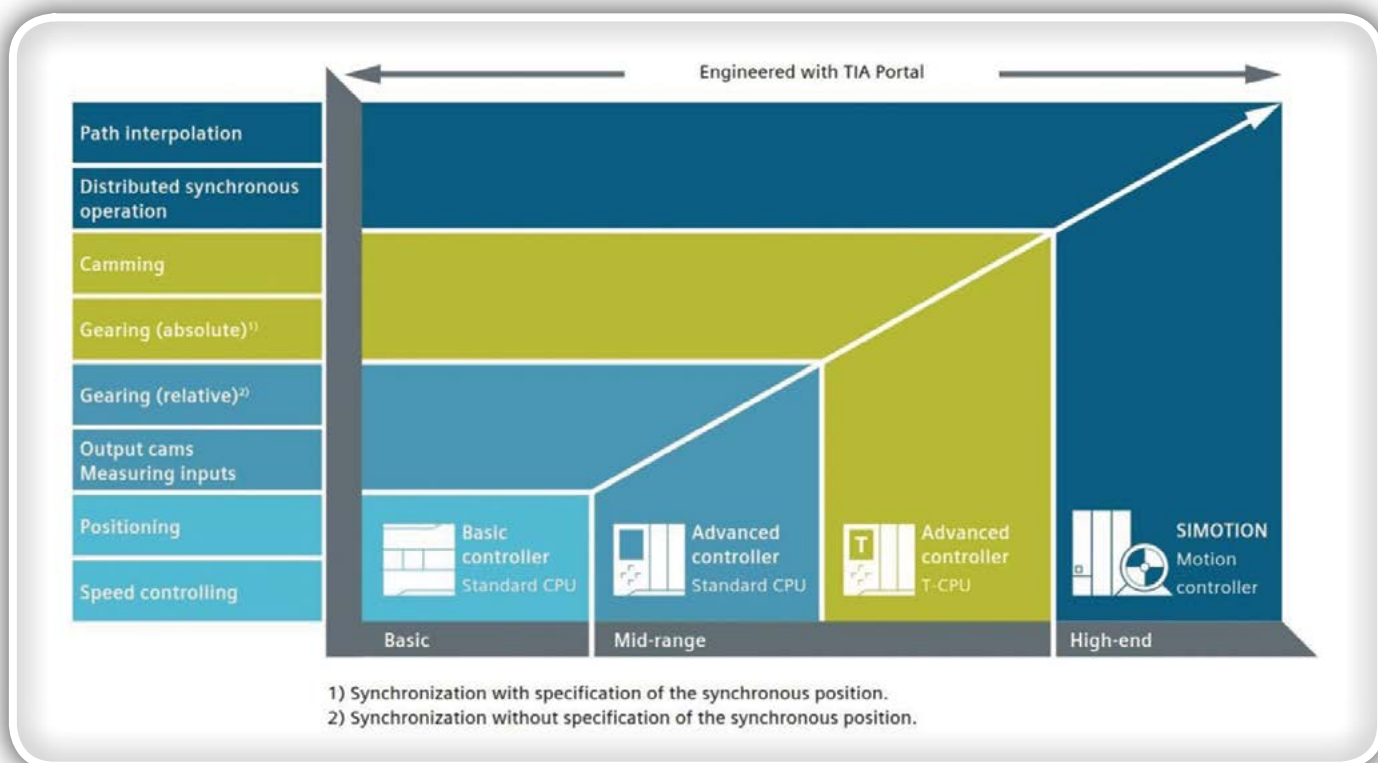 Engineered with TIA Portal
Path interpolation
Distributed synchronous
operation
Camming
Gearing (absolute)¹⁾
Gearing (relative)²⁾
Output cams
Measuring inputs
Positioning
Speed controlling
Basic
controller
Standard CPU
Advanced
controller
Standard CPU
T
Advanced
controller
T-CPU
SIMOTION
Motion
controller
Basic
Mid-range
High-end
1) Synchronization with specification of the synchronous position.
2) Synchronization without specification of the synchronous position.